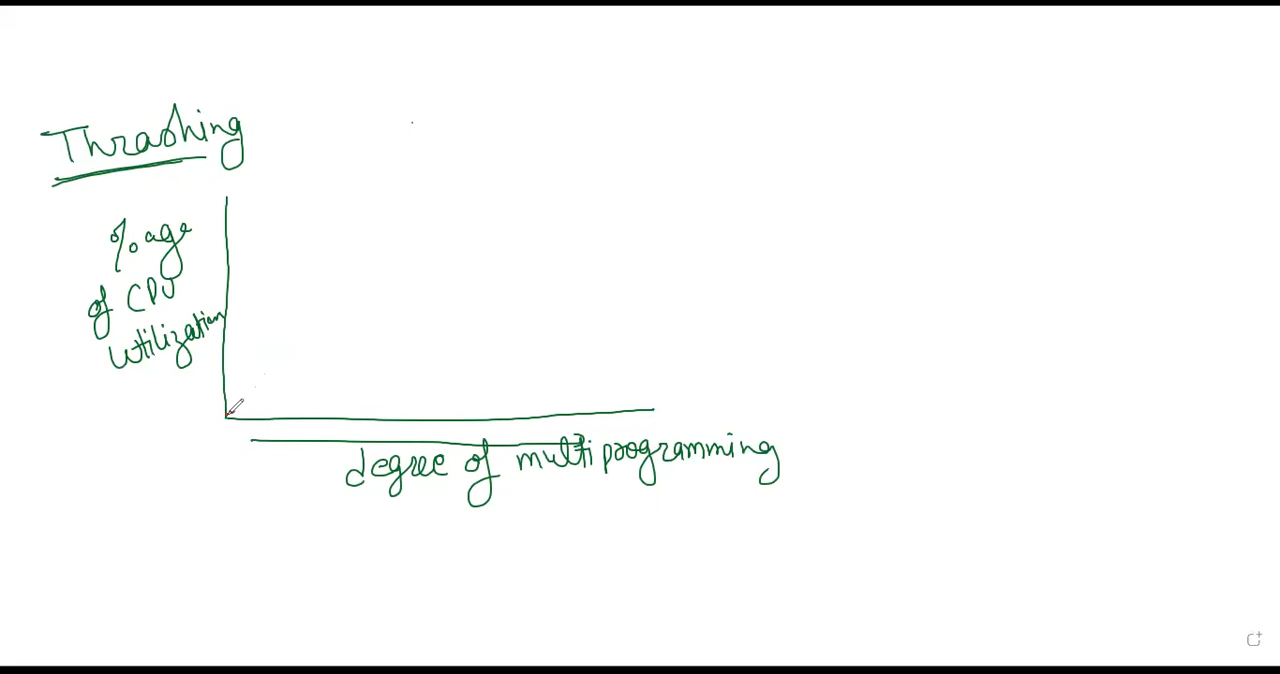 Thrashing
%age
of CPU
Utilization
degree of multiprogramming